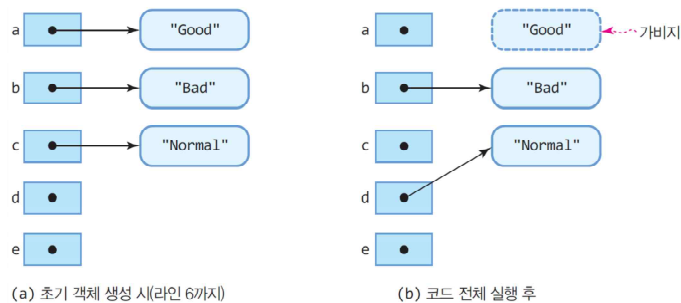 a "Good"
b "Bad"
c "Normal"
d
e
(a) 초기 객체 생성 시(라인 6까지)
a "Good" 가비지
b "Bad"
c "Normal"
d
e
(b) 코드 전체 실행 후